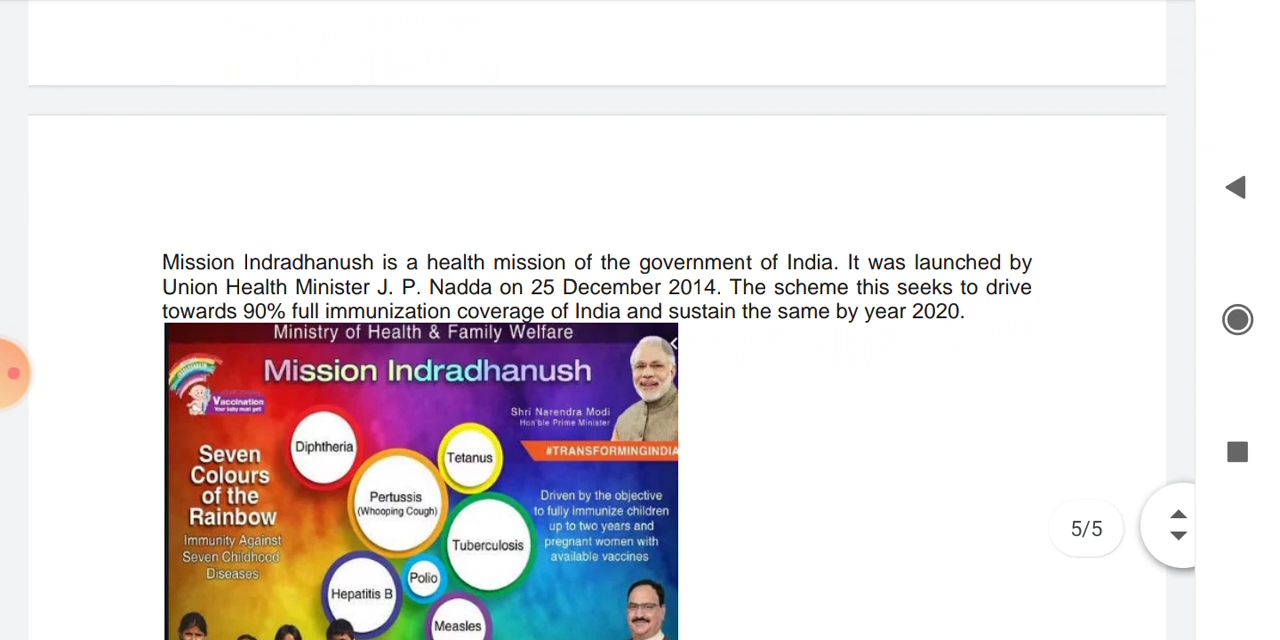 Mission Indradhanush is a health mission of the government of India. It was launched by
Union Health Minister J. P. Nadda on 25 December 2014. The scheme this seeks to drive
towards 90% full immunization coverage of India and sustain the same by year 2020.
Ministry of Health & Family Welfare
Mission Indradhanush
Vaccination
Your baby must get!
Shri Narendra Modi
Hon'ble Prime Minister
#TRANSFORMINGINDIA
Diphtheria
Tetanus
Seven
Colours
of the
Rainbow
Immunity Against
Seven Childhood
Diseases
Pertussis
(Whooping Cough)
Driven by the objective
to fully immunize children
up to two years and
pregnant women with
available vaccines
Tuberculosis
Polio
Hepatitis B
Measles
5/5